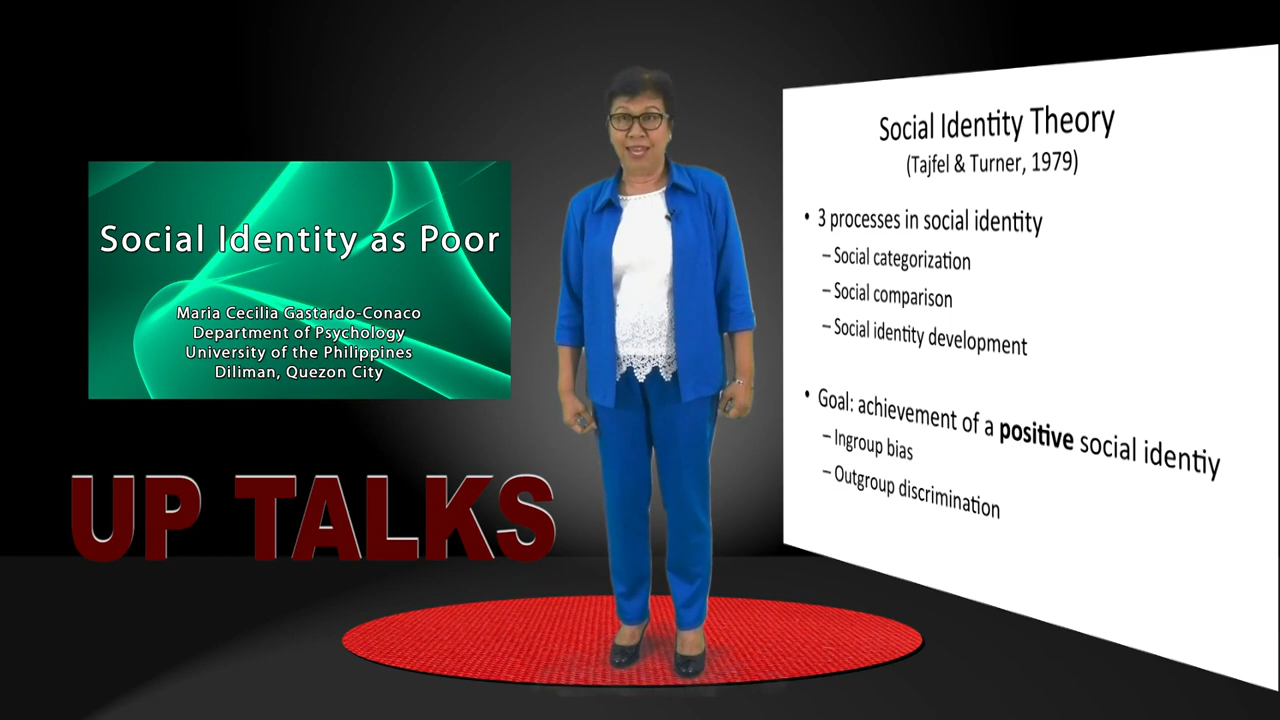 Social Identity as Poor
Maria Cecilia Gastardo-Conaco
Department of Psychology
University of the Philippines
Diliman, Quezon City
UP TALKS
Social Identity Theory
(Tajfel & Turner, 1979)
• 3 processes in social identity
– Social categorization
– Social comparison
– Social identity development
• Goal: achievement of a positive social identiy
– Ingroup bias
– Outgroup discrimination